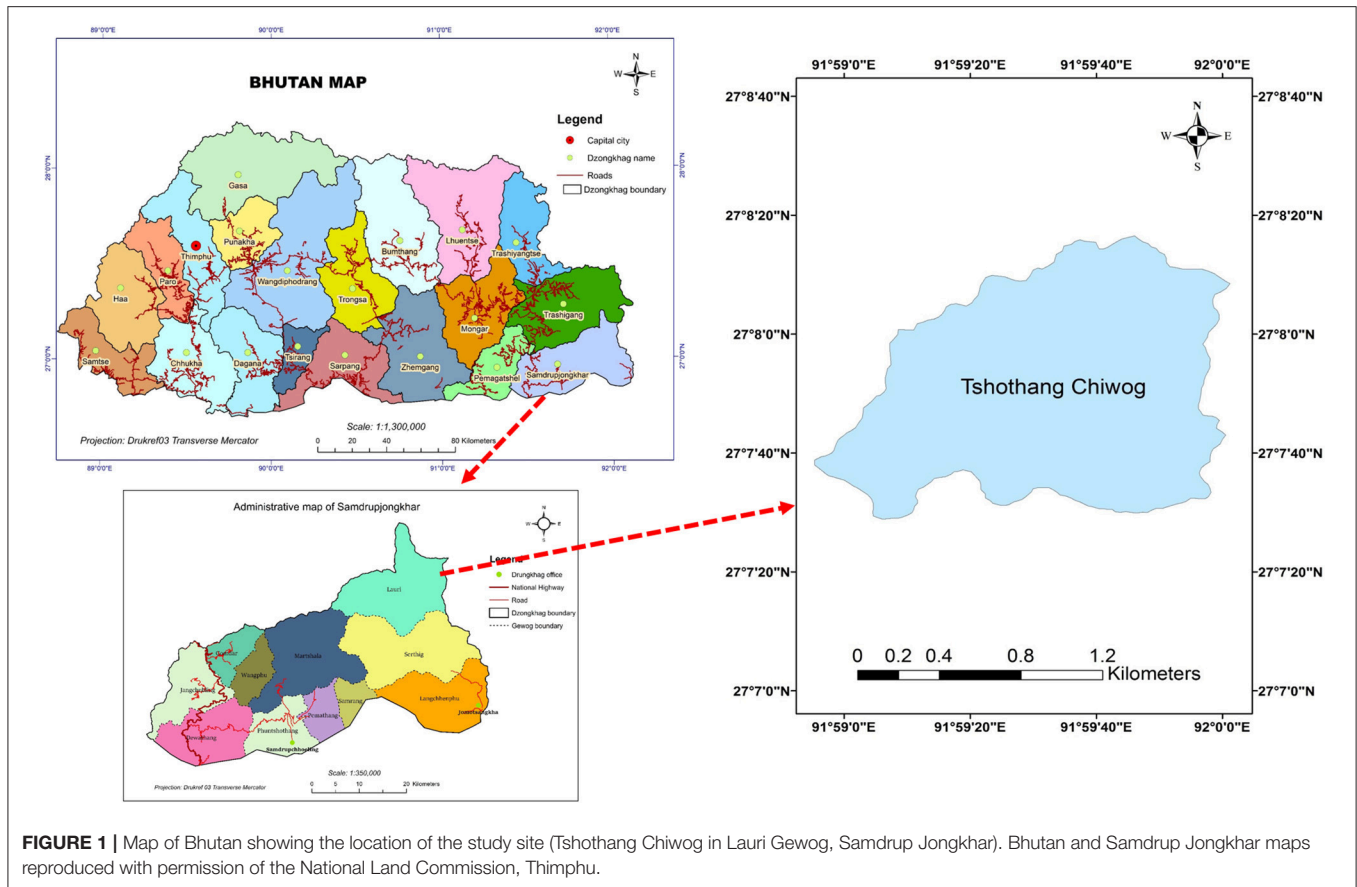 89°0'0"E 90°0'0"E 91°0'0"E 92°0'0"E
BHUTAN MAP
N
W E
S
Legend
Capital city
Dzongkhag name
Roads
Dzongkhag boundary
28°0'0"N
28°0'0"N
27°0'0"N
27°0'0"N
Gasa
Punakha
Thimphu
Paro
Haa
Wangdiphodrang
Bumthang
Lhuentse
Trashiyangtse
Trongsa
Mongar
Trashigang
Samtse
Chhukha
Dagana
Tsirang
Sarpang
Zhemgang
Pemagatshel
Samdrupjongkhar
Projection: Drukref03 Transverse Mercator
Scale: 1:1,300,000
0 20 40 80 Kilometers
89°0'0"E 90°0'0"E 91°0'0"E 92°0'0"E
Administrative map of Samdrupjongkhar
N
W E
S
Legend
Drungkhag office
National Highway
Road
Dzongkhag boundary
Gewog boundary
Lauri
Serthig
Martshala
Wangphu
Langchhenphu
Samrang
Pemathang
Phuntshothang
Dewathang
Samdrupchhoeling
Jomotsangkha
Scale: 1:350,000
0 5 10 20 Kilometers
Projection: Drukref 03 Transverse Mercator
91°59'0"E 91°59'20"E 91°59'40"E 92°0'0"E
27°8'40"N 27°8'40"N
N
W E
S
27°8'20"N 27°8'20"N
27°8'0"N 27°8'0"N
Tshothang Chiwog
27°7'40"N 27°7'40"N
27°7'20"N 27°7'20"N
0 0.2 0.4 0.8 1.2
Kilometers
27°7'0"N 27°7'0"N
91°59'0"E 91°59'20"E 91°59'40"E 92°0'0"E
FIGURE 1 | Map of Bhutan showing the location of the study site (Tshothang Chiwog in Lauri Gewog, Samdrup Jongkhar). Bhutan and Samdrup Jongkhar maps
reproduced with permission of the National Land Commission, Thimphu.